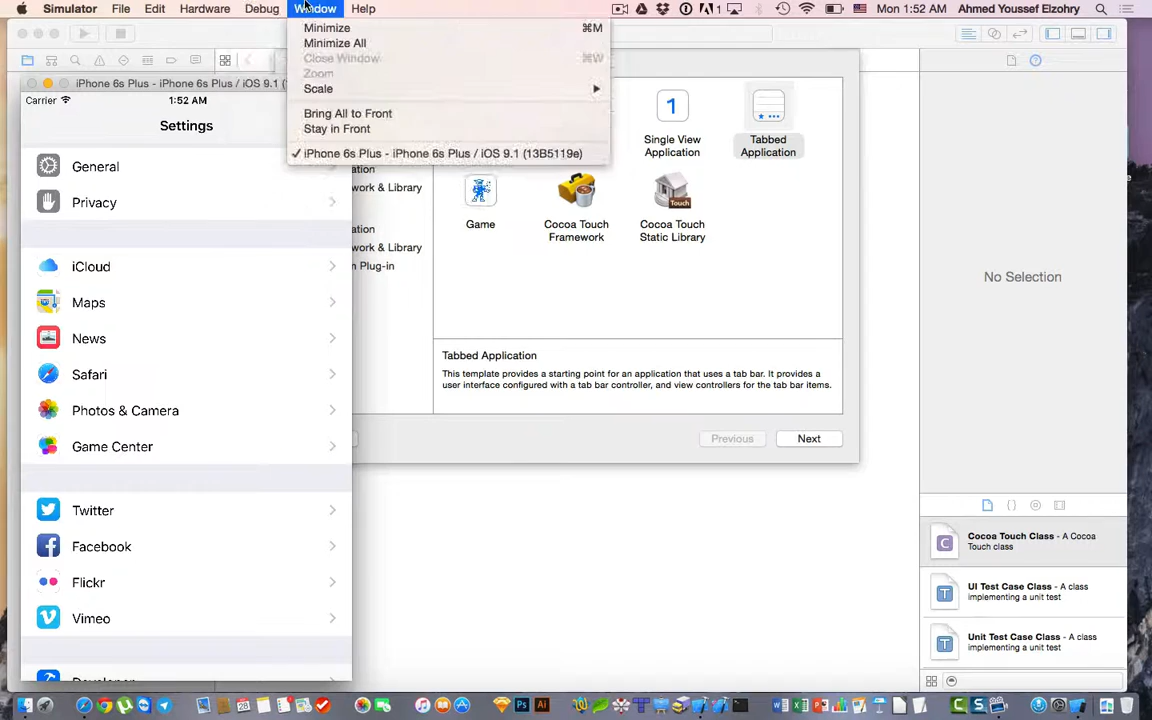 Simulator File Edit Hardware Debug Window Help
1 Mon 1:52 AM Ahmed Youssef Elzohry
Minimize ⌘M
Minimize All
Close Window ⌘W
Zoom
Scale
Bring All to Front
Stay in Front
✓ iPhone 6s Plus - iPhone 6s Plus / iOS 9.1 (13B5119e)
iPhone 6s Plus - iPhone 6s Plus / iOS 9.1 (
Carrier 1:52 AM
Settings
General
Privacy
iCloud
Maps
News
Safari
Photos & Camera
Game Center
Twitter
Facebook
Flickr
Vimeo
Developer
ation
work & Library
ation
work & Library
n Plug-in
1
Single View
Application
Tabbed
Application
Game
Cocoa Touch
Framework
Touch
Cocoa Touch
Static Library
Tabbed Application
This template provides a starting point for an application that uses a tab bar. It provides a
user interface configured with a tab bar controller, and view controllers for the tab bar items.
Previous Next
No Selection
{}
C
Cocoa Touch Class - A Cocoa
Touch class
T
UI Test Case Class - A class
implementing a unit test
T
Unit Test Case Class - A class
implementing a unit test
28
Ps
Ai